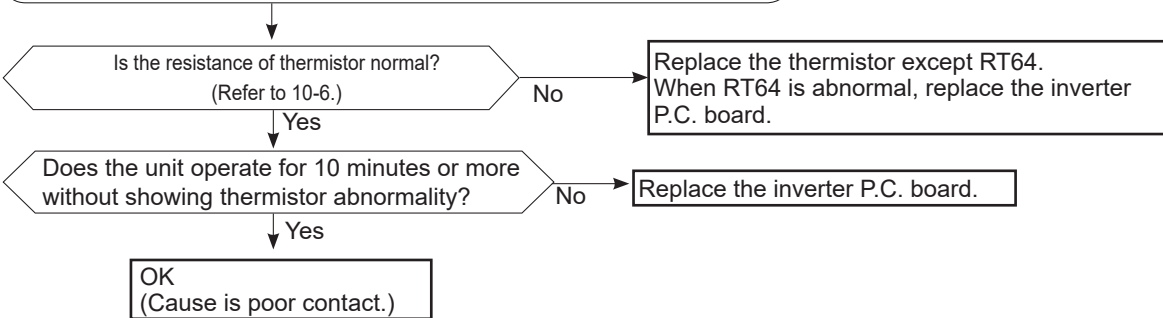 Is the resistance of thermistor normal?
(Refer to 10-6.)
No
Replace the thermistor except RT64.
When RT64 is abnormal, replace the inverter
P.C. board.
Yes
Does the unit operate for 10 minutes or more
without showing thermistor abnormality?
No
Replace the inverter P.C. board.
Yes
OK
(Cause is poor contact.)